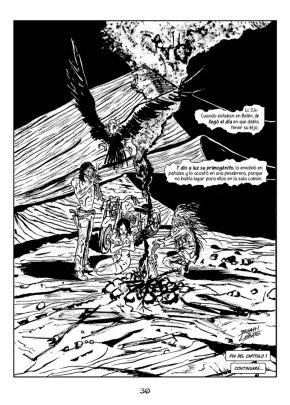 Lc 2,6:
Cuando estaban en Belén, le
llegó el día en que debía
tener su hijo.
Y dio a luz su primogénito, lo envolvió en
pañales y lo acostó en una pesebrera, porque
no había lugar para ellos en la sala común.
FIN DEL CAPÍTULO 1
CONTINUARÁ...
30